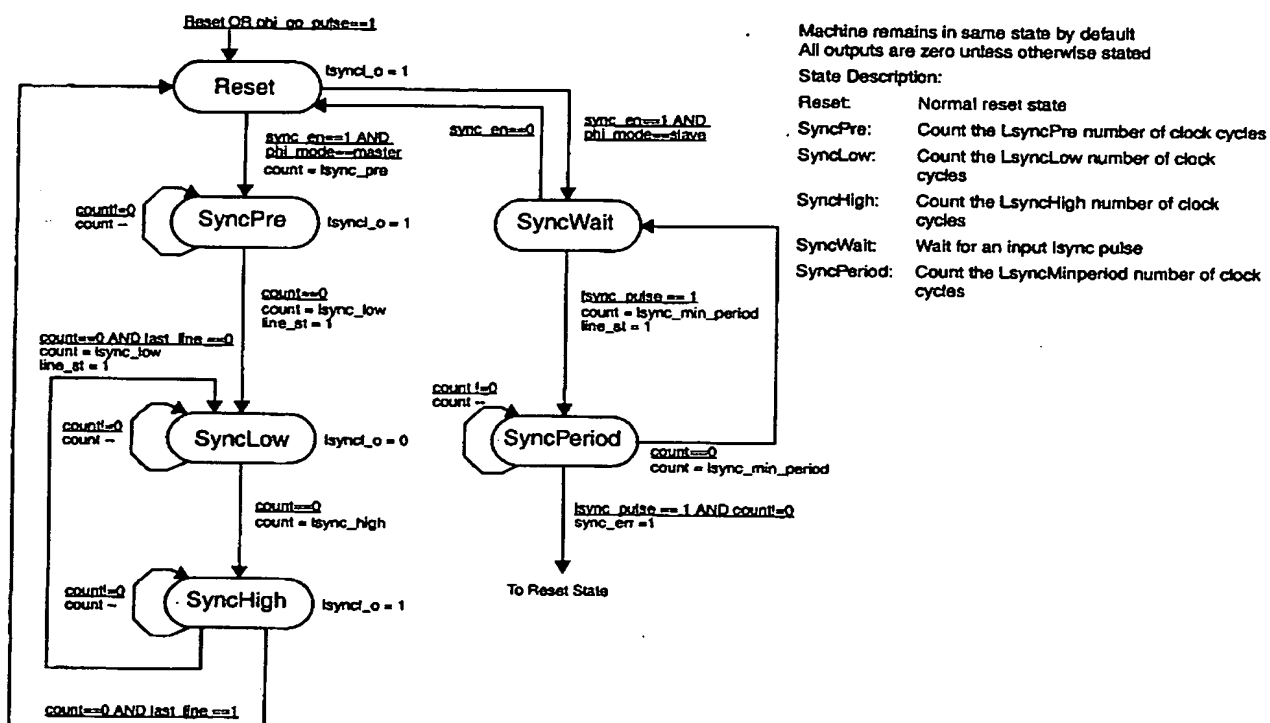 Reset OR phi_go_pulse==1
Reset
lsyncl_o = 1
sync_en==1 AND
phi_mode==master
count = lsync_pre
sync_en==0
sync_en==1 AND
phi_mode==slave
count!=0
count --
SyncPre
lsyncl_o = 1
SyncWait
count==0
count = lsync_low
line_st = 1
lsync_pulse == 1
count = lsync_min_period
line_st = 1
count==0 AND last_line ==0
count = lsync_low
line_st = 1
count!=0
count --
SyncLow
lsyncl_o = 0
count !=0
count --
SyncPeriod
count==0
count = lsync_min_period
count==0
count = lsync_high
lsync_pulse == 1 AND count!=0
sync_err =1
To Reset State
count!=0
count --
SyncHigh
lsyncl_o = 1
count==0 AND last_line ==1
Machine remains in same state by default
All outputs are zero unless otherwise stated
State Description:
Reset: Normal reset state
SyncPre: Count the LsyncPre number of clock cycles
SyncLow: Count the LsyncLow number of clock
cycles
SyncHigh: Count the LsyncHigh number of clock
cycles
SyncWait: Wait for an input lsync pulse
SyncPeriod: Count the LsyncMinperiod number of clock
cycles